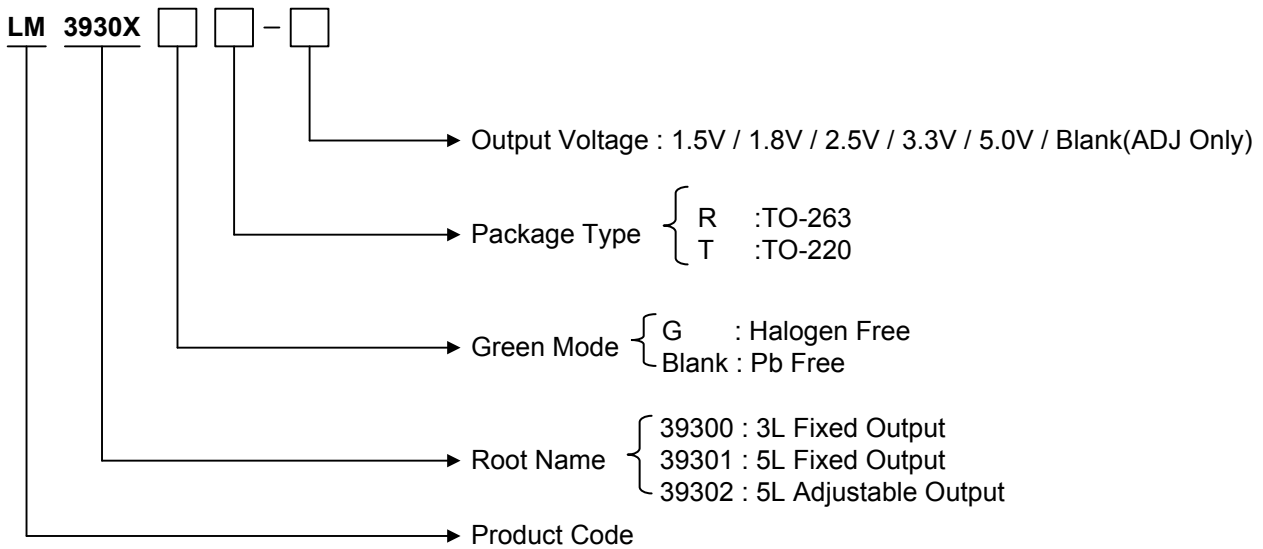 LM 3930X –
Output Voltage : 1.5V / 1.8V / 2.5V / 3.3V / 5.0V / Blank(ADJ Only)
Package Type
R :TO-263
T :TO-220
Green Mode
G : Halogen Free
Blank : Pb Free
Root Name
39300 : 3L Fixed Output
39301 : 5L Fixed Output
39302 : 5L Adjustable Output
Product Code